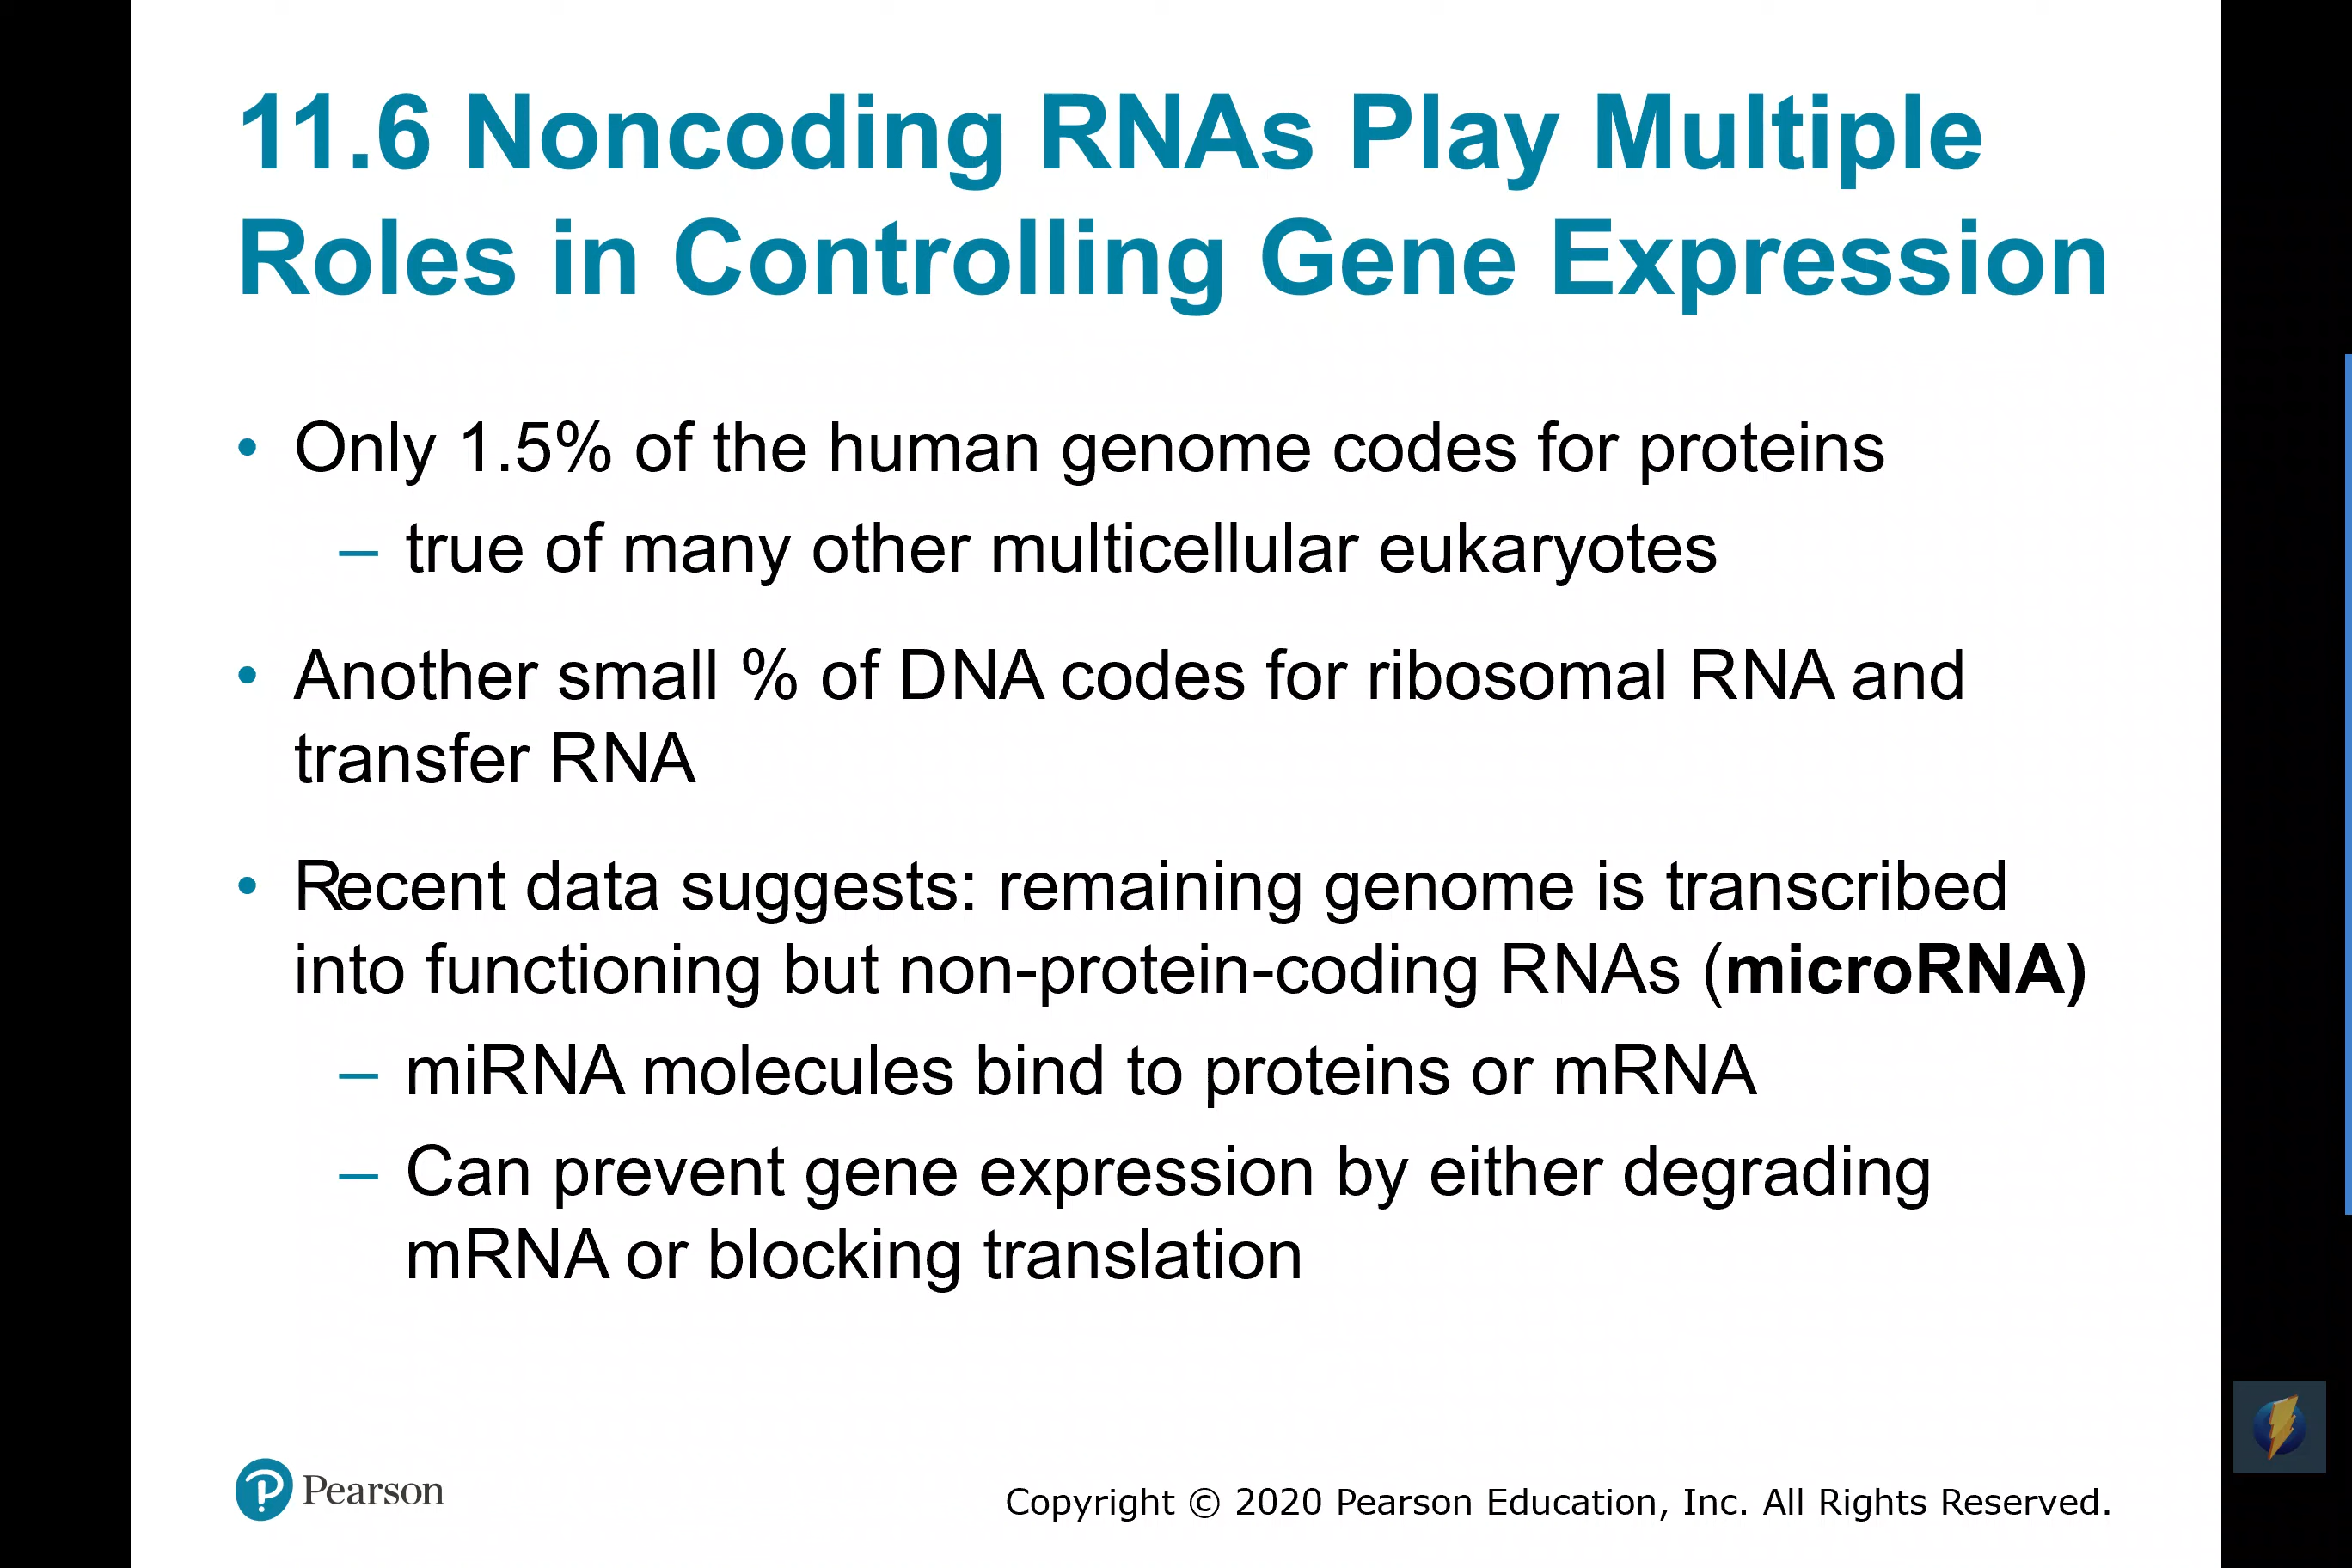 11.6 Noncoding RNAs Play Multiple
Roles in Controlling Gene Expression
• Only 1.5% of the human genome codes for proteins
– true of many other multicellular eukaryotes
• Another small % of DNA codes for ribosomal RNA and
transfer RNA
• Recent data suggests: remaining genome is transcribed
into functioning but non-protein-coding RNAs (microRNA)
– miRNA molecules bind to proteins or mRNA
– Can prevent gene expression by either degrading
mRNA or blocking translation
Pearson
Copyright © 2020 Pearson Education, Inc. All Rights Reserved.